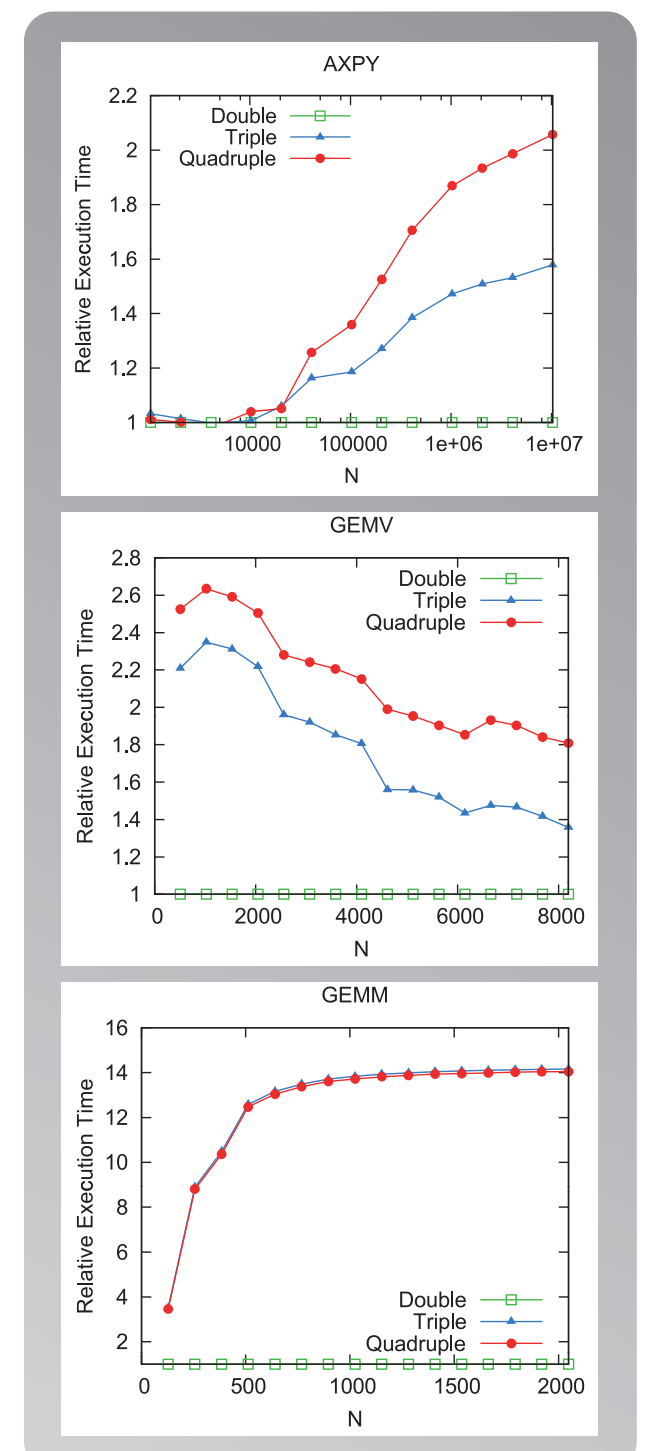 AXPY
2.2
2
1.8
1.6
1.4
1.2
1
Relative Execution Time
Double
Triple
Quadruple
10000 100000 1e+06 1e+07
N
GEMV
2.8
2.6
2.4
2.2
2
1.8
1.6
1.4
1.2
1
Relative Execution Time
Double
Triple
Quadruple
0 2000 4000 6000 8000
N
GEMM
16
14
12
10
8
6
4
2
Relative Execution Time
Double
Triple
Quadruple
0 500 1000 1500 2000
N